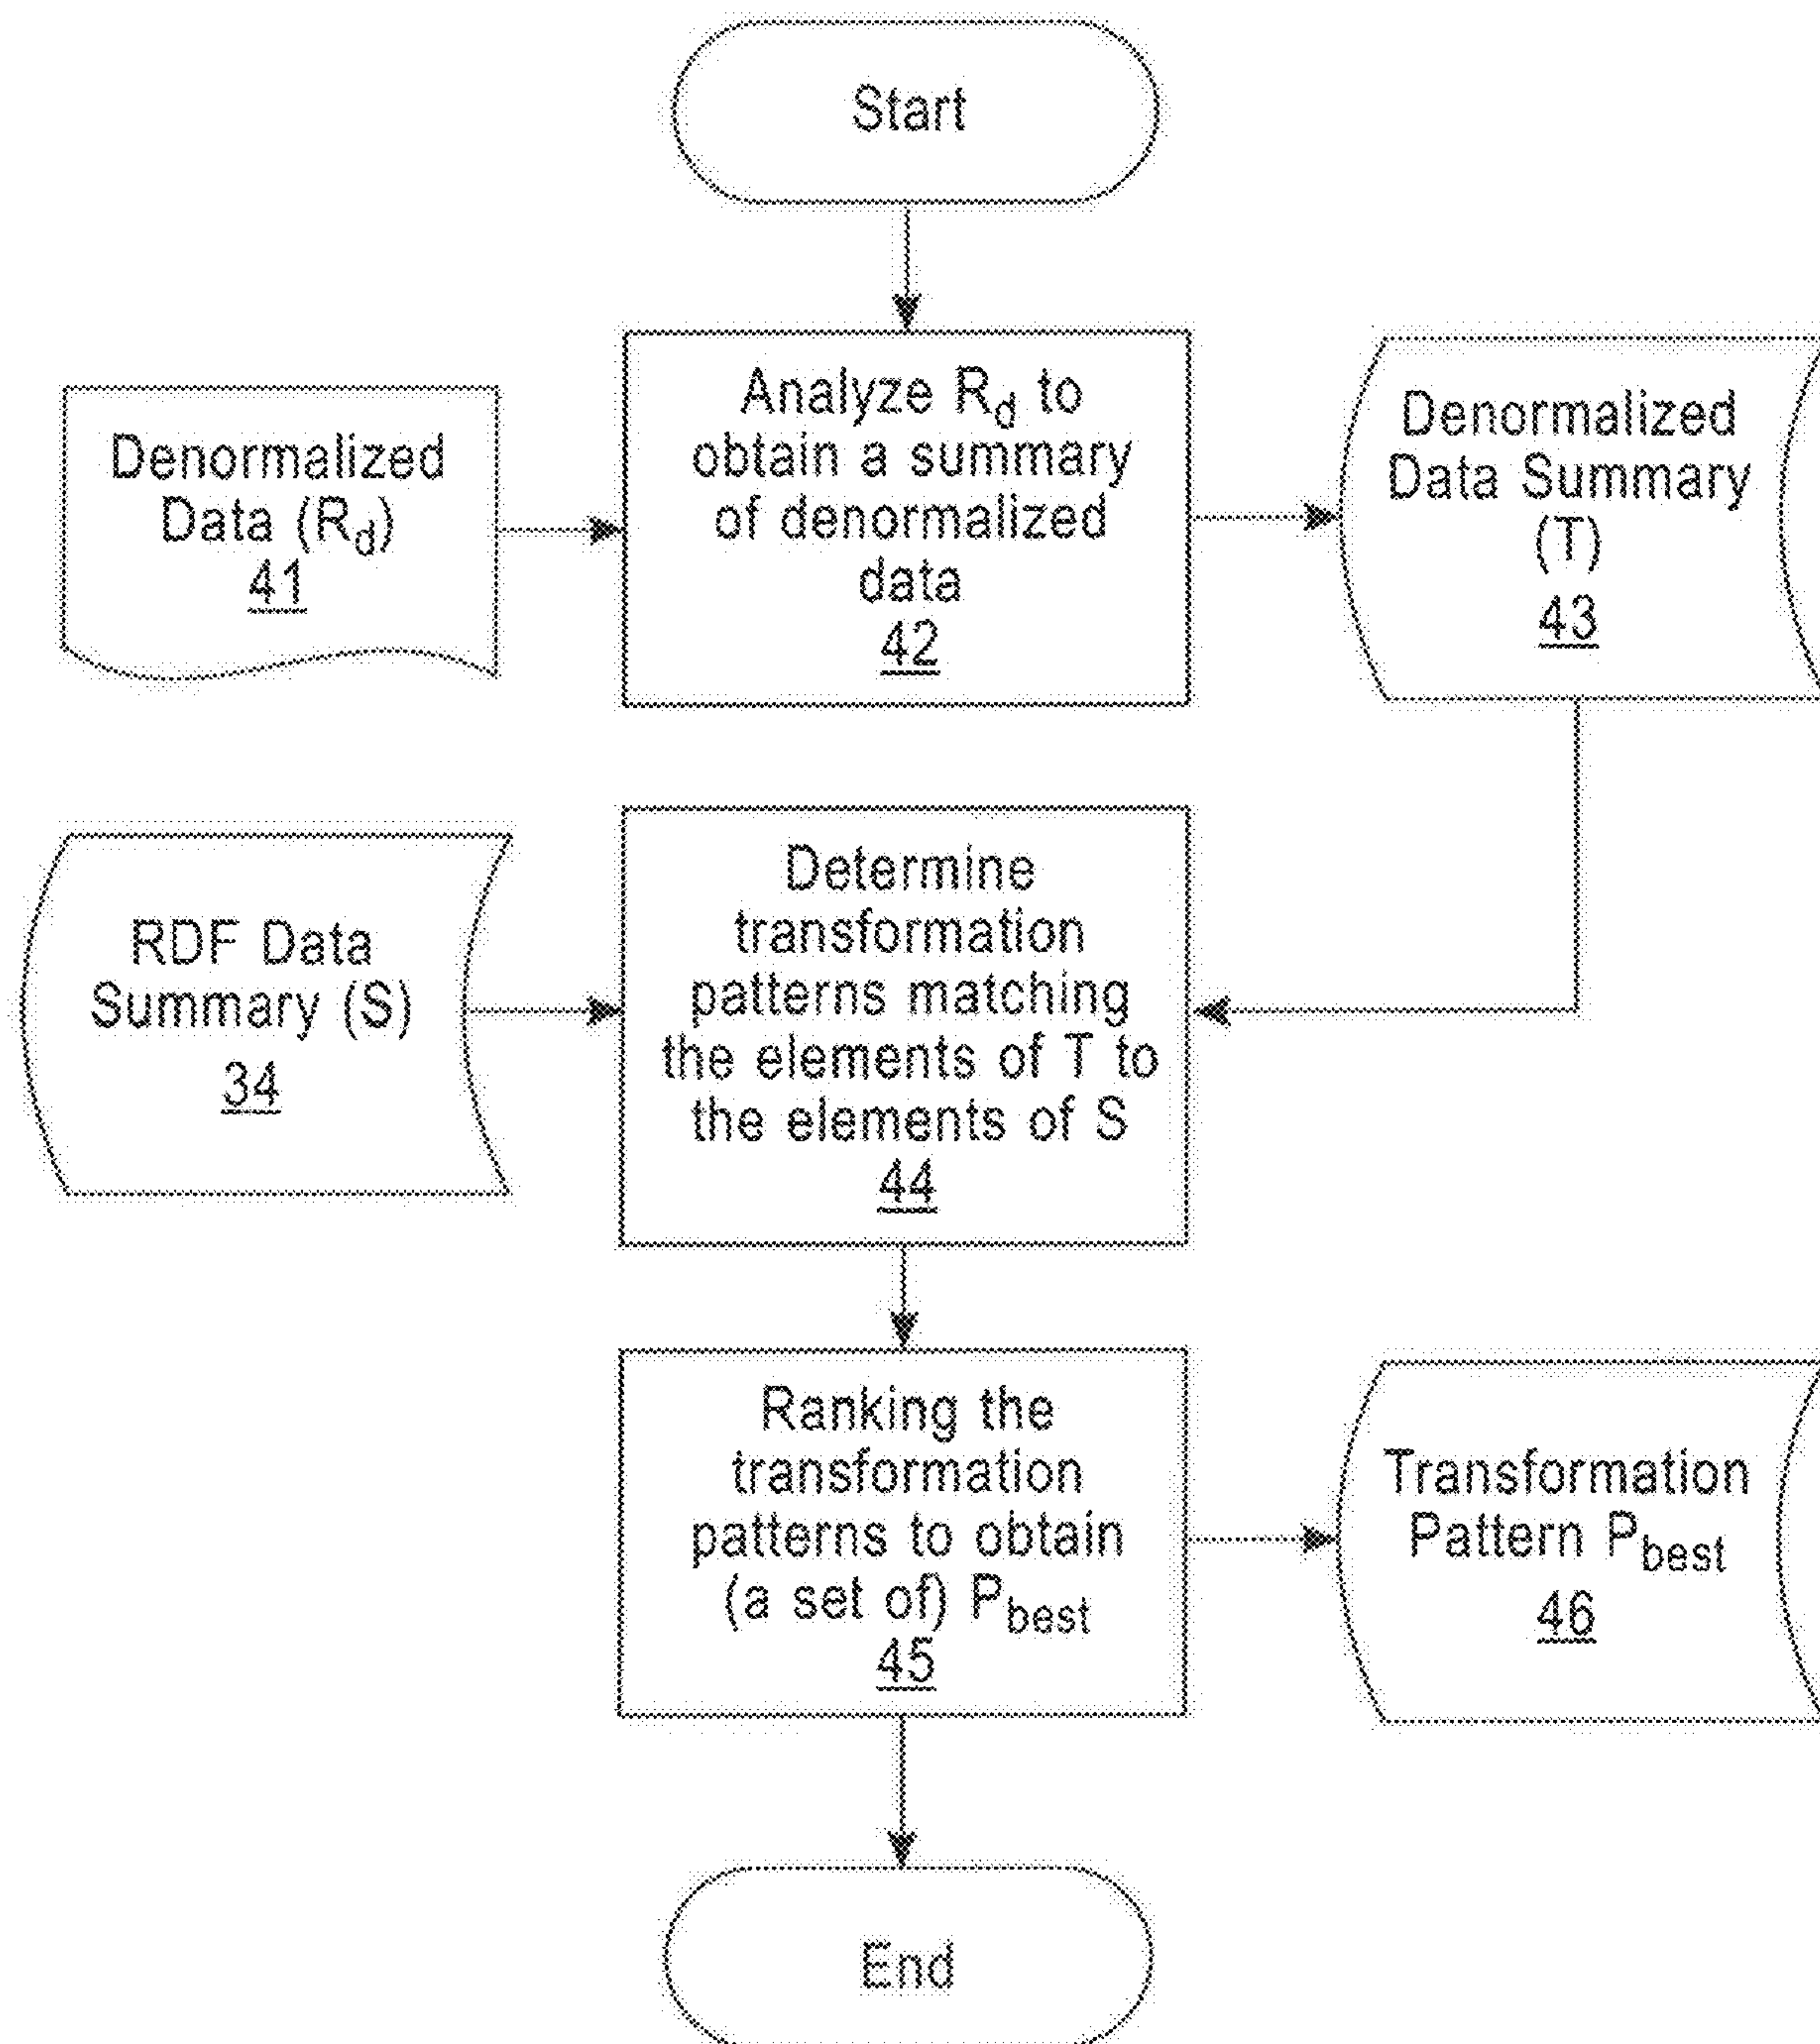 Start
Denormalized
Data (Rd)
41
Analyze Rd to
obtain a summary
of denormalized
data
42
Denormalized
Data Summary
(T)
43
RDF Data
Summary (S)
34
Determine
transformation
patterns matching
the elements of T to
the elements of S
44
Ranking the
transformation
patterns to obtain
(a set of) Pbest
45
Transformation
Pattern Pbest
46
End